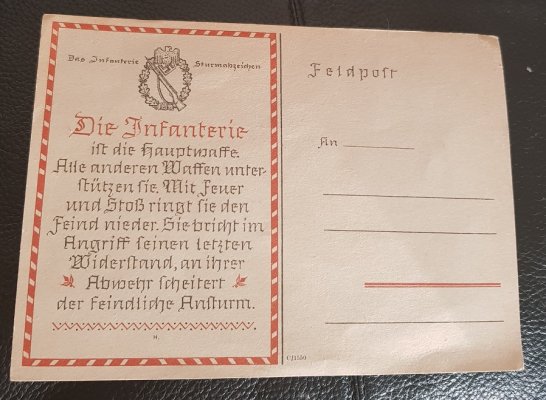 Das Infanterie Sturmabzeichen
Die Infanterie
ist die Hauptwaffe.
Alle anderen Waffen unter-
stützen sie. Mit Feuer
und Stoß ringt sie den
Feind nieder. Sie bricht im
Angriff seinen letzten
Widerstand, an ihrer
Abwehr scheitert
der feindliche Ansturm.
Feldpost
An